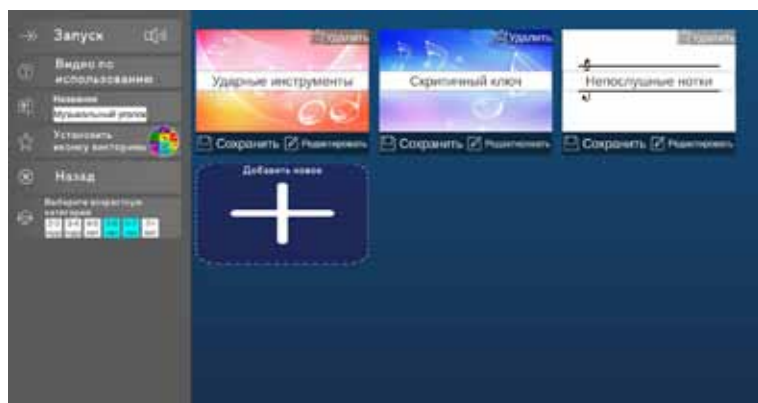 Запуск
Видео по
использованию
Название
Музыкальный уголок
Установить
иконку викторины
Назад
Выберите возрастную
категорию
Удалить
Ударные инструменты
Сохранить Редактировать
Удалить
Скрипичный ключ
Сохранить Редактировать
Удалить
Непослушные нотки
Сохранить Редактировать
Добавить новое